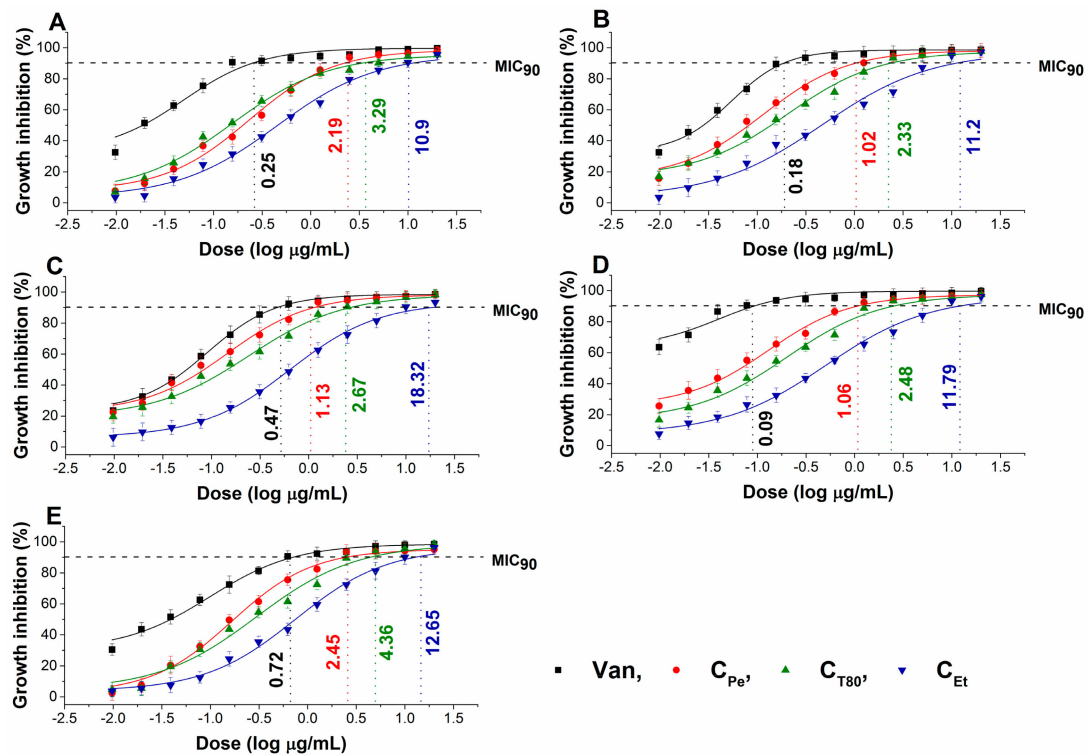 A
Growth inhibition (%)
100
80
60
40
20
0
MIC90
0.25
2.19
3.29
10.9
-2.5 -2.0 -1.5 -1.0 -0.5 0.0 0.5 1.0 1.5
Dose (log μg/mL)
B
Growth inhibition (%)
100
80
60
40
20
0
MIC90
0.18
1.02
2.33
11.2
-2.5 -2.0 -1.5 -1.0 -0.5 0.0 0.5 1.0 1.5
Dose (log μg/mL)
C
Growth inhibition (%)
100
80
60
40
20
0
MIC90
0.47
1.13
2.67
18.32
-2.5 -2.0 -1.5 -1.0 -0.5 0.0 0.5 1.0 1.5
Dose (log μg/mL)
D
Growth inhibition (%)
100
80
60
40
20
0
MIC90
0.09
1.06
2.48
11.79
-2.5 -2.0 -1.5 -1.0 -0.5 0.0 0.5 1.0 1.5
Dose (log μg/mL)
E
Growth inhibition (%)
100
80
60
40
20
0
MIC90
0.72
2.45
4.36
12.65
-2.5 -2.0 -1.5 -1.0 -0.5 0.0 0.5 1.0 1.5
Dose (log μg/mL)
Van, CPe, CT80, CEt